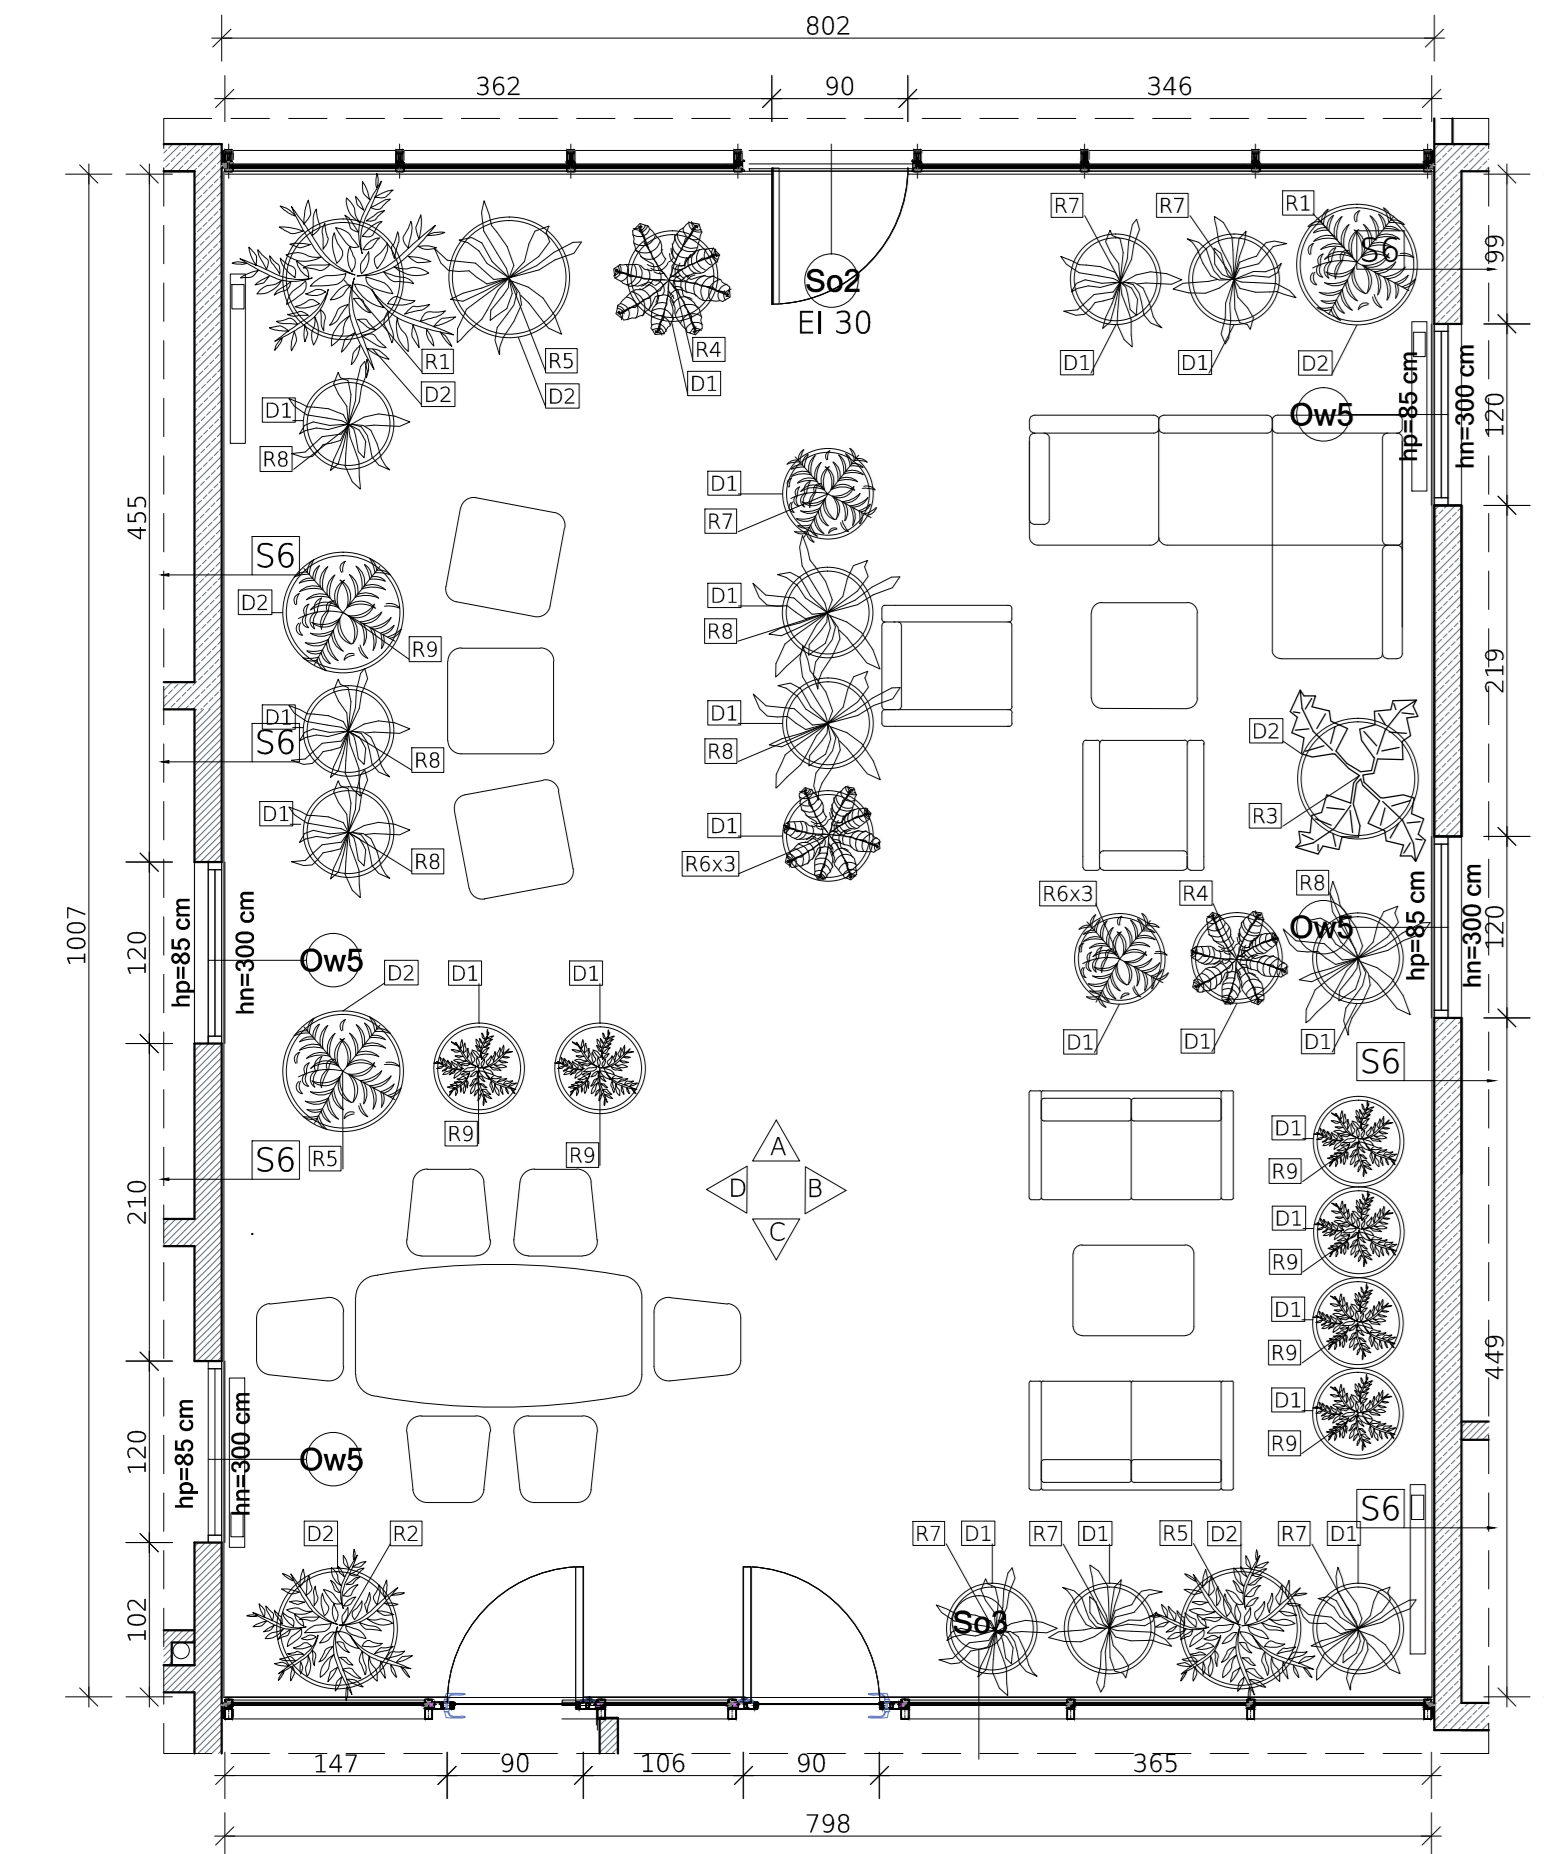 802
362 90 346
R7 R7 R1
S6
99
So2
EI 30
R1 R5 R4
D2 D2 D1
D1 D1 D2
D1
R8
Ow5
hp=85 cm
hn=300 cm
120
455
D1
R7
S6
D2
R9
D1
R8
219
D1
S6
R8
D1
R8
D2
R3
D1
R8
D1
R6x3
1007
120
hp=85 cm
hn=300 cm
Ow5
R6x3 R4 R8
Ow5
hp=85 cm
hn=300 cm
120
D2 D1 D1
D1 D1 D1
S6
R9
R9
S6
R5
210
A
D B
C
D1
R9
D1
R9
D1
R9
D1
R9
449
120
hp=85 cm
hn=300 cm
Ow5
S6
D2 R2
R7 D1 R7 D1 R5 D2 R7 D1
So3
102
147 90 106 90 365
798